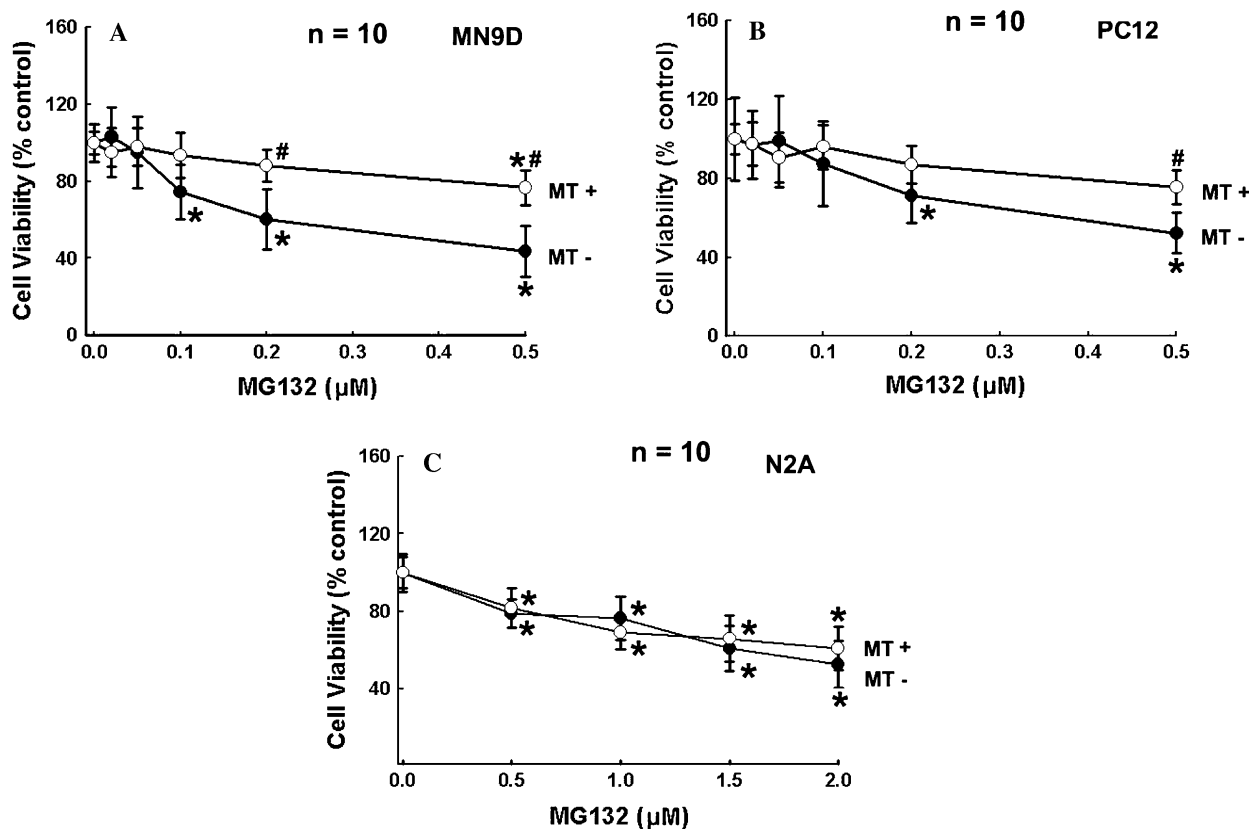 A
n = 10
MN9D
Cell Viability (% control)
160
120
80
40
0
#
*#
*
*
*
MT +
MT -
0.0 0.1 0.2 0.3 0.4 0.5
MG132 (µM)
B
n = 10
PC12
Cell Viability (% control)
160
120
80
40
0
#
*
*
MT +
MT -
0.0 0.1 0.2 0.3 0.4 0.5
MG132 (µM)
C
n = 10
N2A
Cell Viability (% control)
160
120
80
40
* * * *
* * * *
MT +
MT -
0.0 0.5 1.0 1.5 2.0
MG132 (µM)